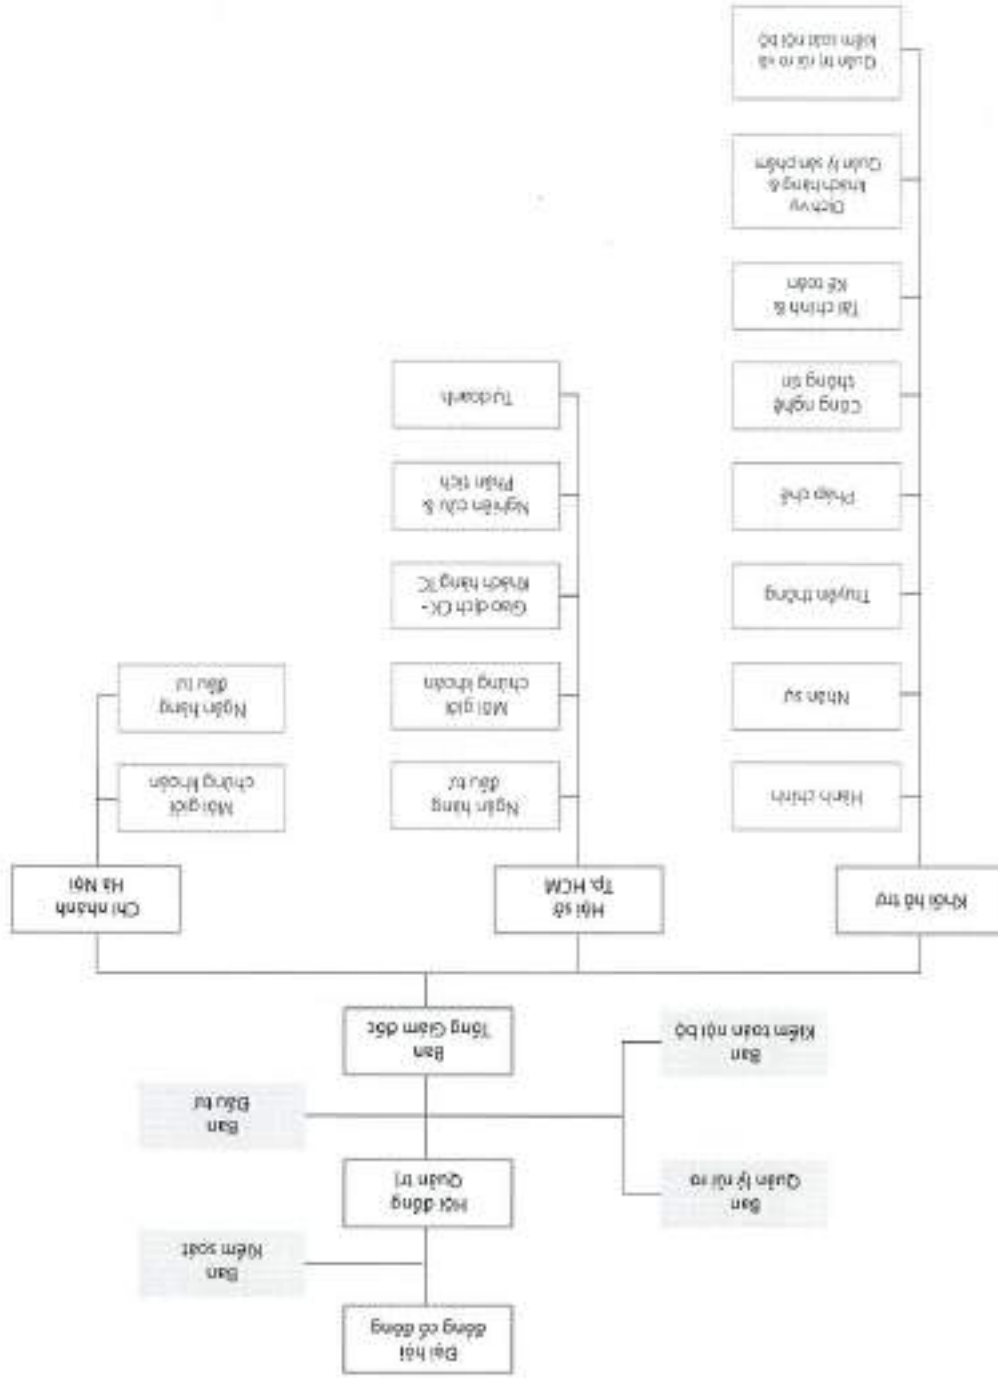 Đại hội
đồng cổ đông
Ban
Kiểm soát
Hội đồng
Quản trị
Ban
Quản lý rủi ro
Ban
Đầu tư
Ban
Kiểm toán nội bộ
Ban
Tổng Giám đốc
Khối hỗ trợ
Hành chính
Nhân sự
Truyền thông
Pháp chế
Công nghệ
thông tin
Tài chính &
Kế toán
Dịch vụ
khách hàng &
Quản lý sản phẩm
Quản trị rủi ro và
kiểm soát nội bộ
Hội sở
Tp. HCM
Ngân hàng
đầu tư
Môi giới
chứng khoán
Giao dịch CK -
Khách hàng TC
Nghiên cứu &
Phân tích
Tự doanh
Chi nhánh
Hà Nội
Môi giới
chứng khoán
Ngân hàng
đầu tư